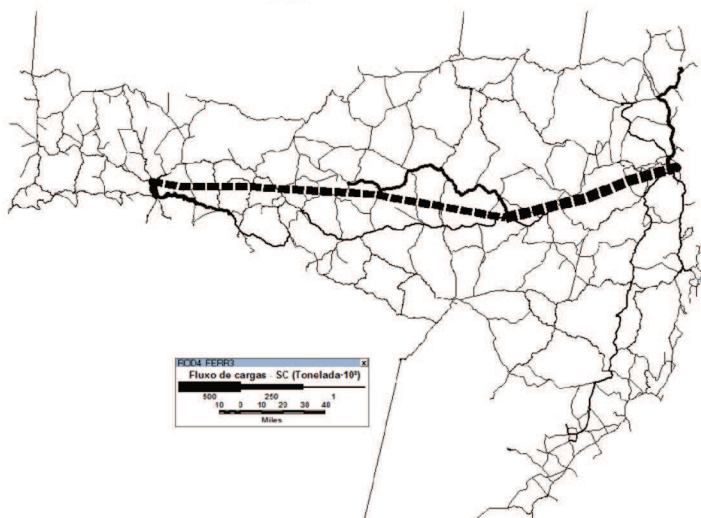 ROD4_FERR3 x
Fluxo de cargas - SC (Tonelada·10³)
500 250 1
10 0 10 20 30 40
Miles